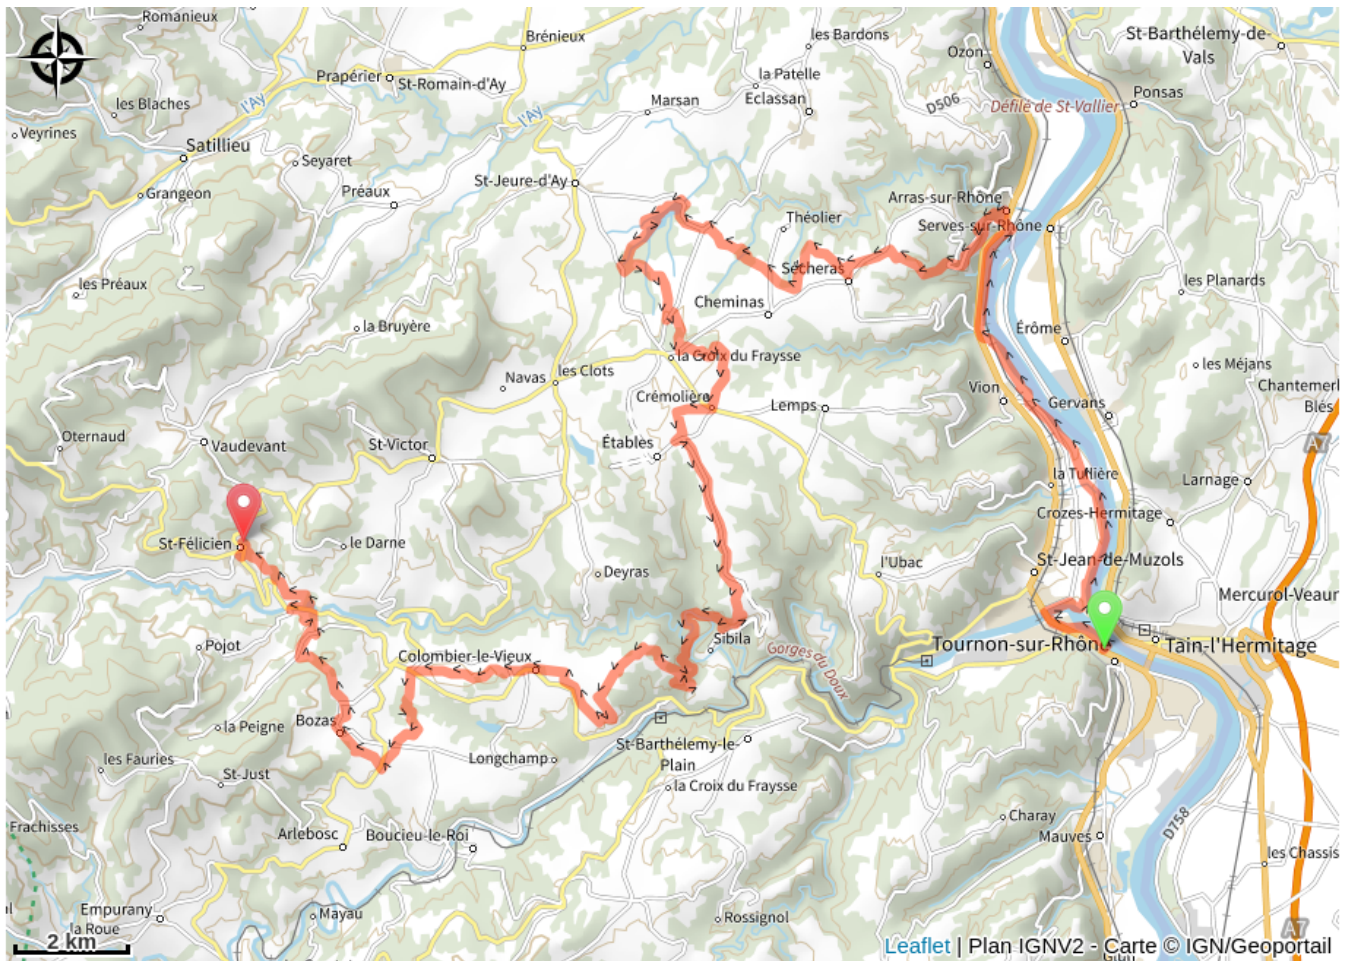 Romanieux
Brénieux
les Bardons
St-Barthélemy-de-
Vals
Ozon
Prapérier
St-Romain-d'Ay
la Patelle
Eclassan
Ponsas
les Blaches
l'Ay
Marsan
D506
Défilé de St-Vallier
l'Ay
Veyrines
Satillieu
Seyaret
Grangeon
Préaux
St-Jeure-d'Ay
Arras-sur-Rhône
Théolier
Serves-sur-Rhône
Sécheras
les Préaux
les Planards
Cheminas
la Bruyère
Érôme
la Croix du Fraysse
les Méjans
Navas
les Clots
Vion
Chantemerl
Blés
Crémolière
Lemps
Gervans
Oternaud
Vaudevant
St-Victor
Étables
A7
la Tuilière
Larnage
Crozes-Hermitage
St-Félicien
le Darne
Deyras
l'Ubac
St-Jean-de-Muzols
Mercurol-Veaun
Pojot
Sibila
Tournon-sur-Rhône
Tain-l'Hermitage
Colombier-le-Vieux
Gorges du Doux
Bozas
la Peigne
les Fauries
Longchamp
St-Barthélemy-le-
Plain
St-Just
la Croix du Fraysse
Frachisses
Arlebosc
Boucieu-le-Roi
Charay
Mauves
D758
les Chassis
Empurany
la Roue
Mayau
Rossignol
A7
2 km
Leaflet | Plan IGNV2 - Carte © IGN/Geoportail